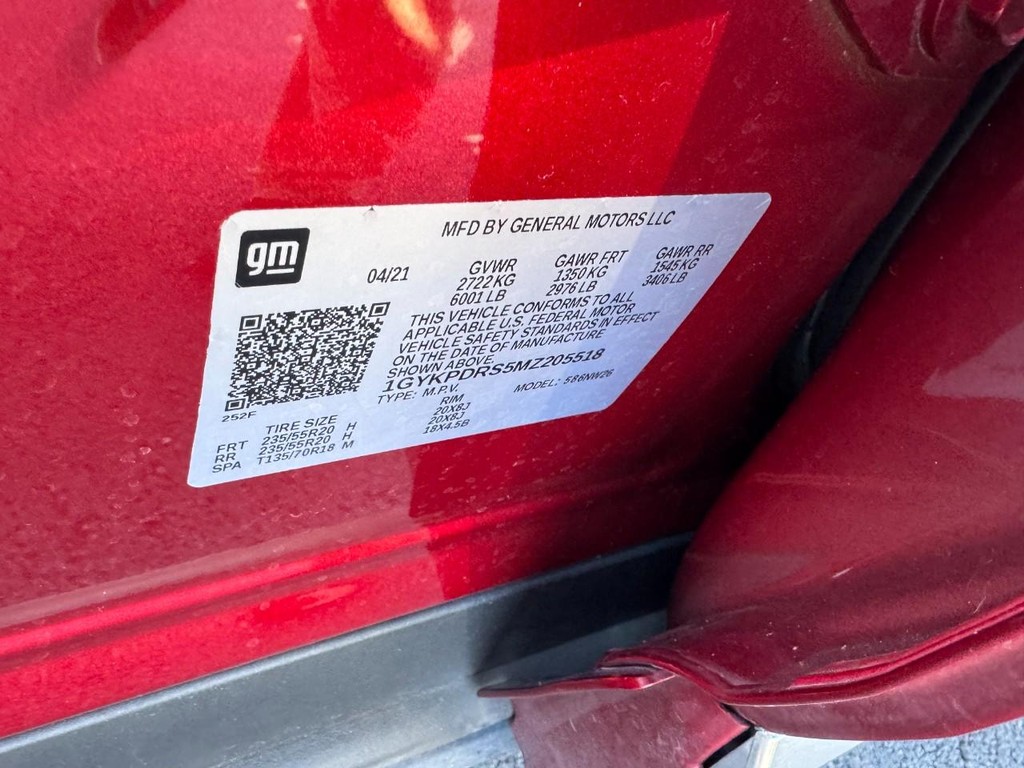 gm
MFD BY GENERAL MOTORS LLC
04/21
GVWR GAWR FRT GAWR RR
2722 KG 1350 KG 1545 KG
6001 LB 2976 LB 3406 LB
THIS VEHICLE CONFORMS TO ALL
APPLICABLE U.S. FEDERAL MOTOR
VEHICLE SAFETY STANDARDS IN EFFECT
ON THE DATE OF MANUFACTURE
SHOWN ABOVE.
1GYKPDRS5MZ205518
TYPE: M.P.V. MODEL: 586NW26
252F
TIRE SIZE RIM
FRT 235/55R20 H 20X8J
RR 235/55R20 H 20X8J
SPA T135/70R18 M 18X4.5B